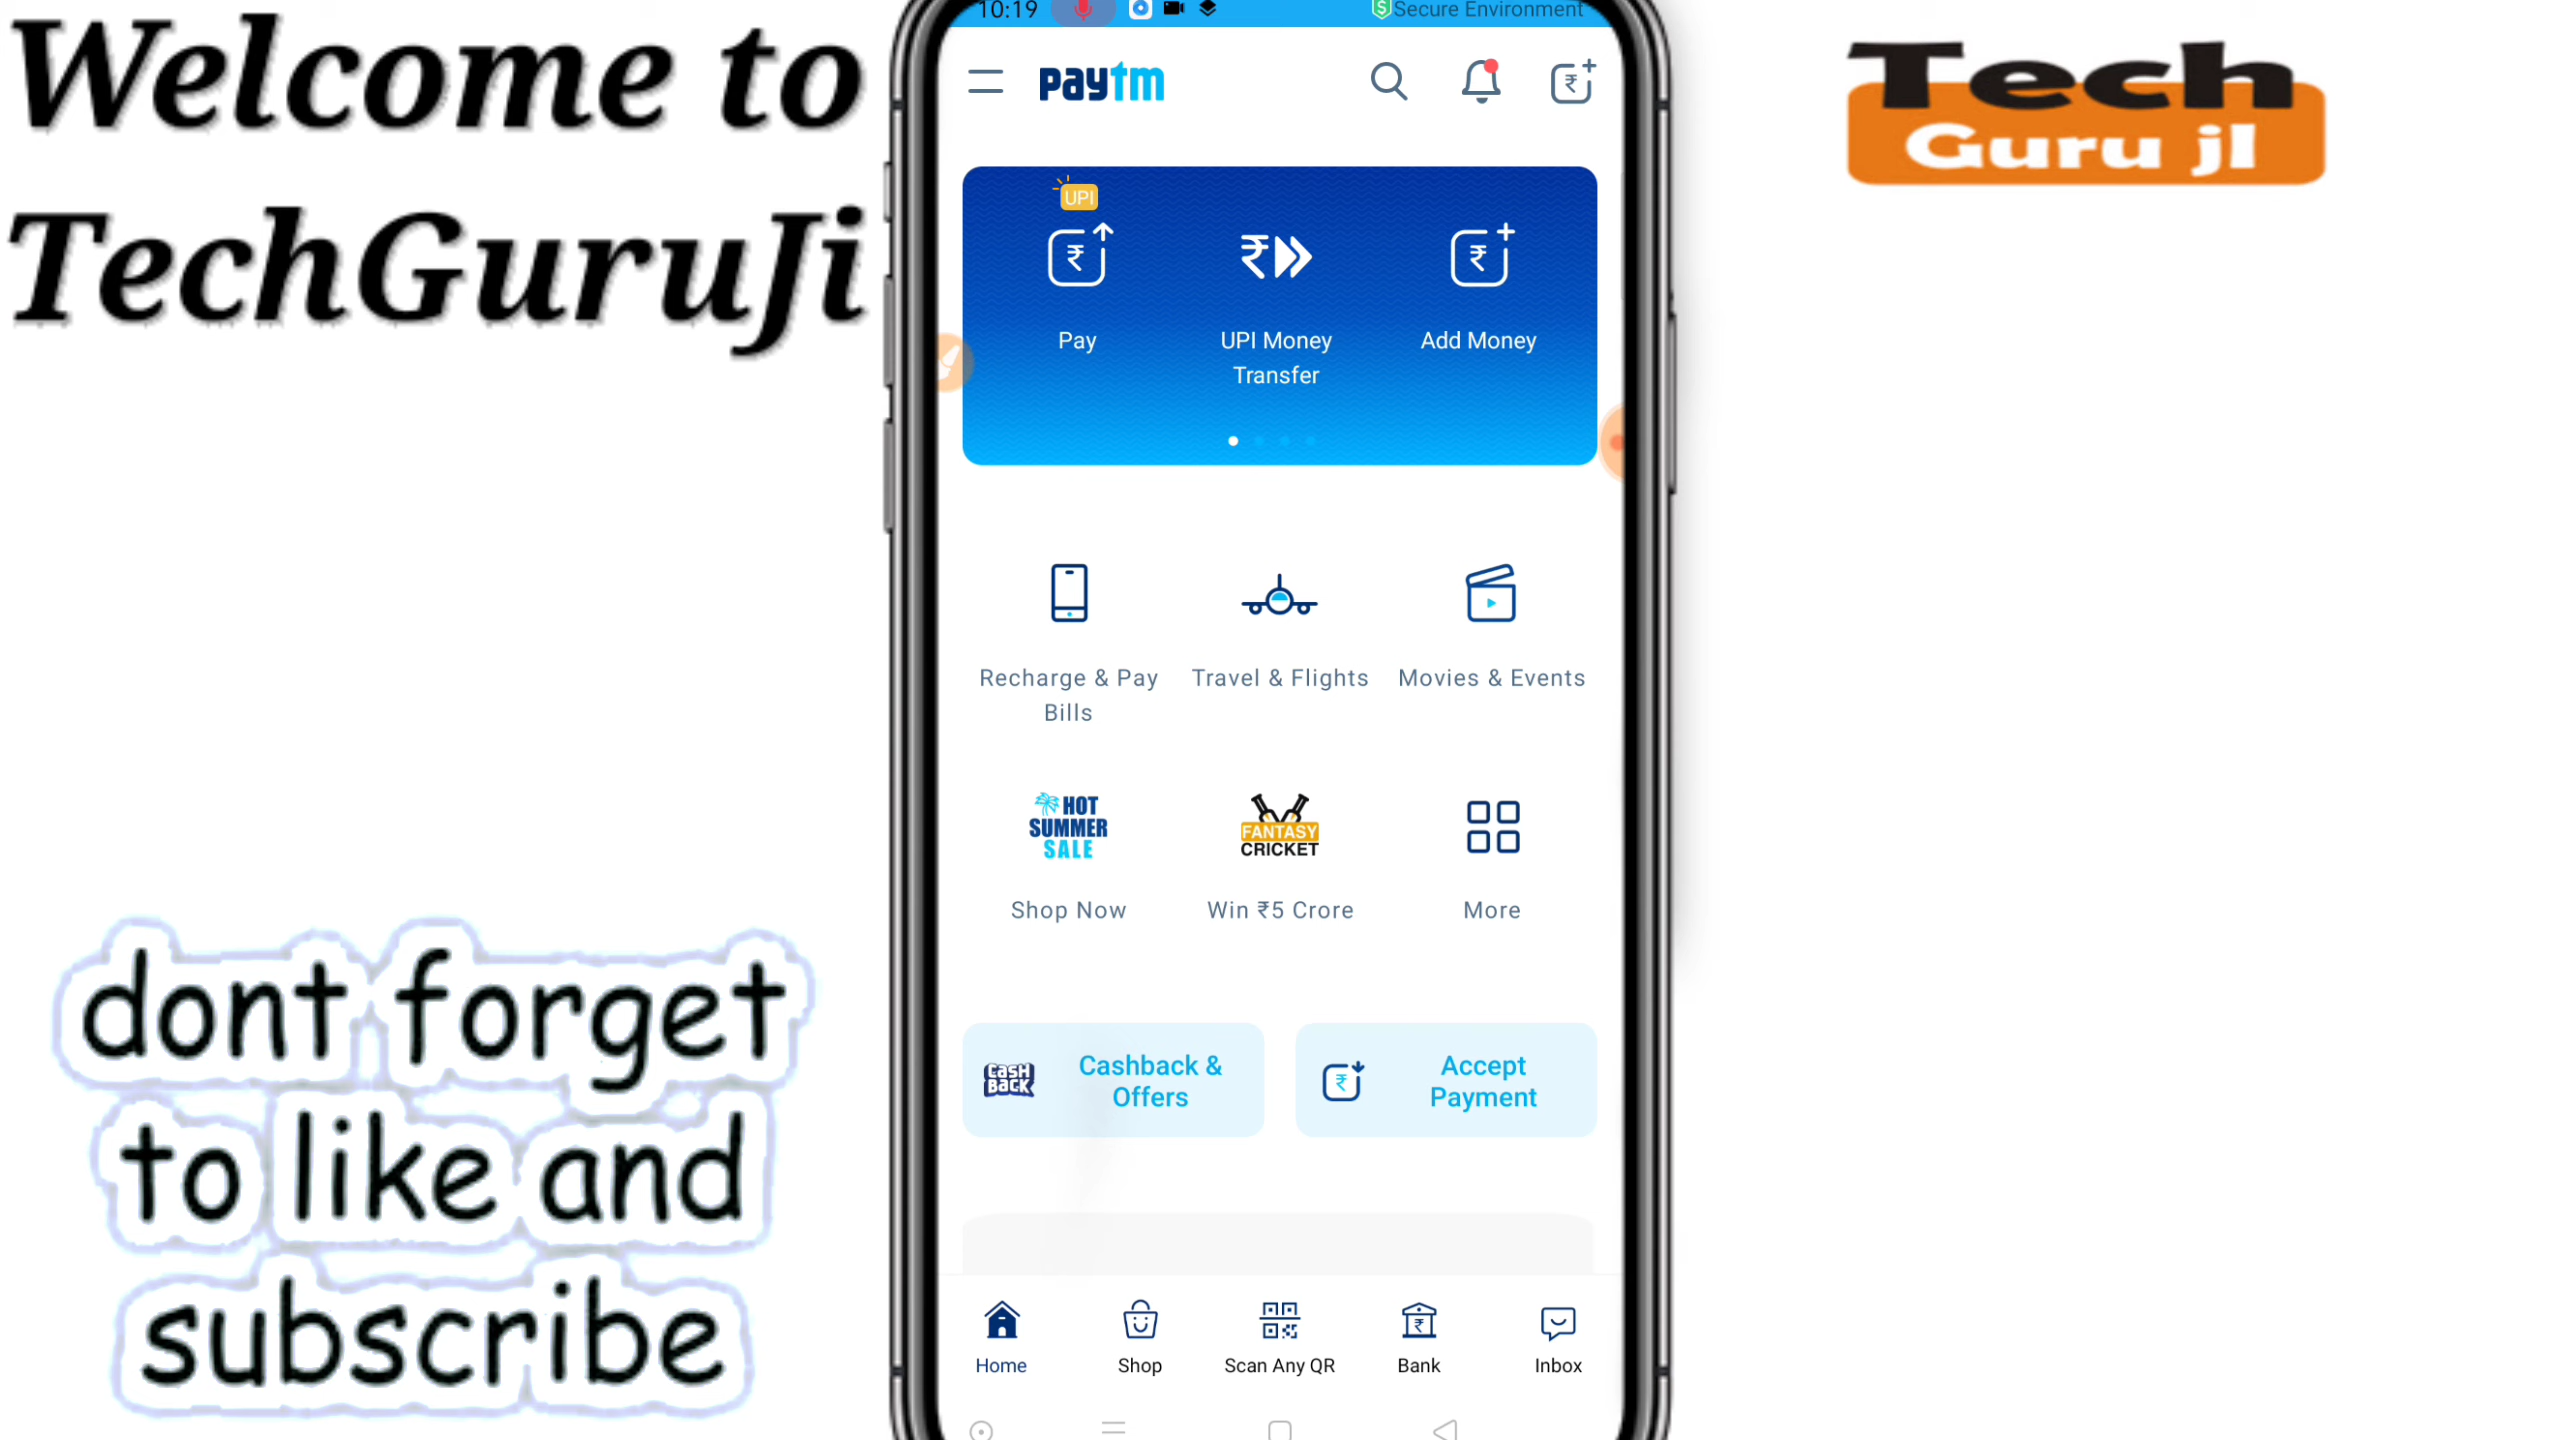 Welcome to
TechGuruJi
Tech
Guru jI
10:19
Secure Environment
paytm
UPI
Pay
UPI Money
Transfer
Add Money
Recharge & Pay
Bills
Travel & Flights
Movies & Events
HOT
SUMMER
SALE
FANTASY
CRICKET
Shop Now
Win ₹5 Crore
More
CASH
BACK
Cashback &
Offers
Accept
Payment
Home
Shop
Scan Any QR
Bank
Inbox
dont forget
to like and
subscribe